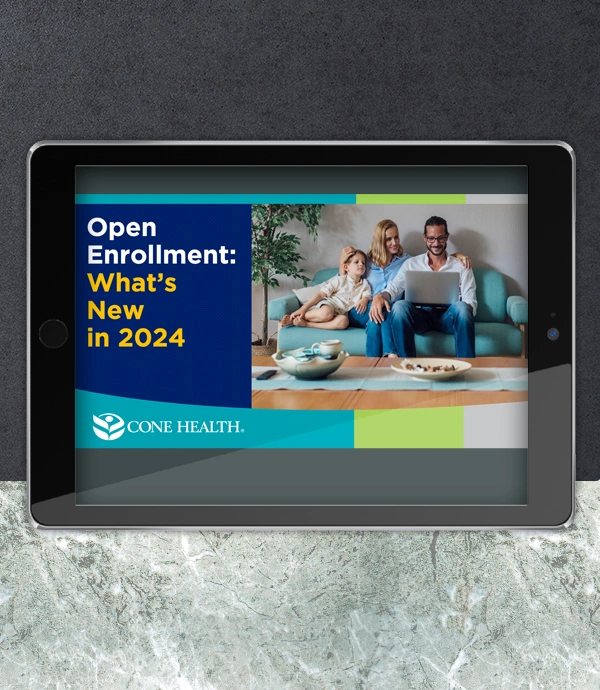 Open
Enrollment:
What's
New
in 2024
CONE HEALTH®